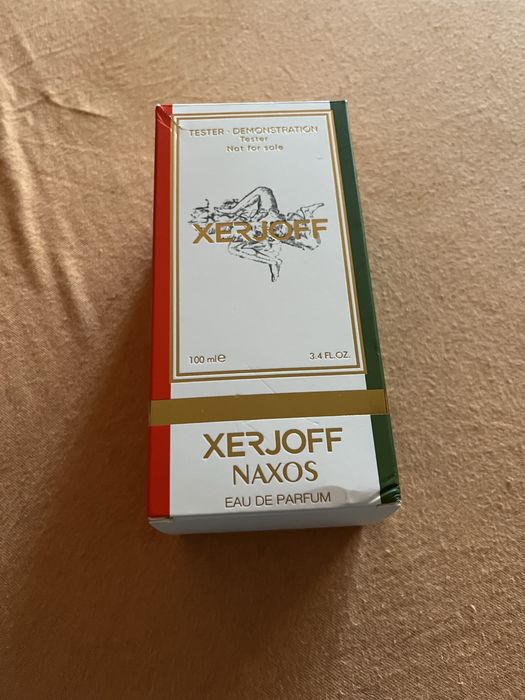 TESTER - DEMONSTRATION
Tester
Not for sale
XERJOFF
100 ml e 3.4 FL.OZ.
XERJOFF
NAXOS
EAU DE PARFUM